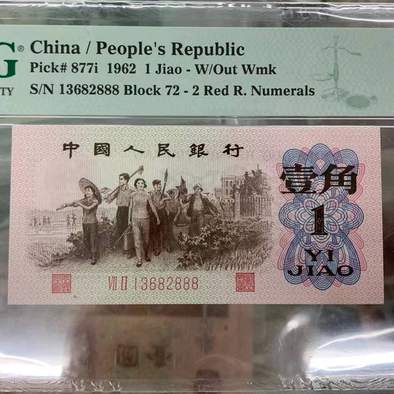 G® China / People's Republic
Pick# 877i 1962 1 Jiao - W/Out Wmk
TY S/N 13682888 Block 72 - 2 Red R. Numerals
中國人民銀行
壹角
1
YI
JIAO
VII II 13682888